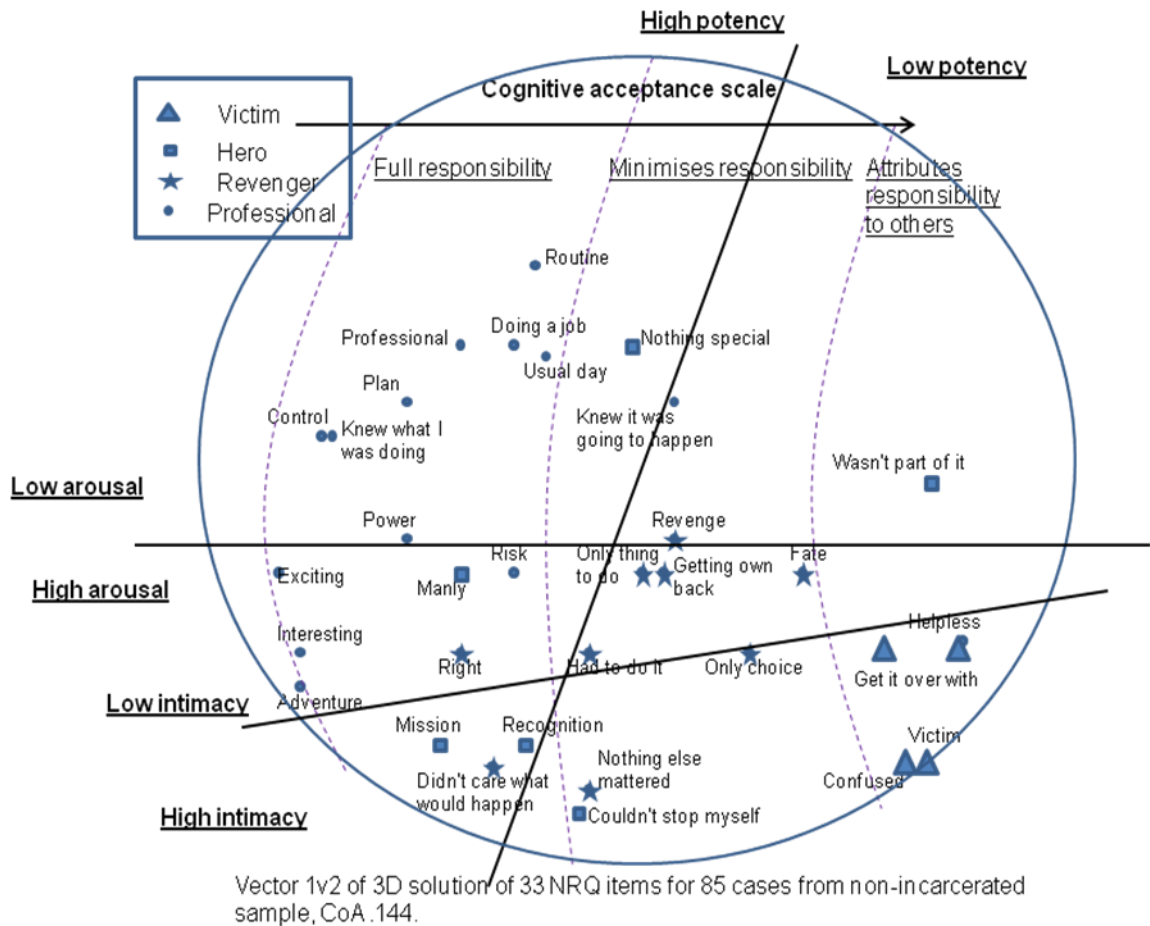 High potency
Low potency
Cognitive acceptance scale
Victim
Hero
Revenger
Professional
Full responsibility
Minimises responsibility
Attributes
responsibility
to others
Routine
Professional
Doing a job
Nothing special
Usual day
Plan
Control
Knew what I
was doing
Knew it was
going to happen
Wasn't part of it
Low arousal
Power
Revenge
Risk
Only thing
to do
Getting own
back
Fate
High arousal
Exciting
Manly
Interesting
Helpless
Right
Had to do it
Only choice
Get it over with
Adventure
Low intimacy
Mission
Recognition
Victim
Didn't care what
would happen
Nothing else
mattered
Confused
High intimacy
Couldn't stop myself
Vector 1v2 of 3D solution of 33 NRQ items for 85 cases from non-incarcerated
sample, CoA .144.